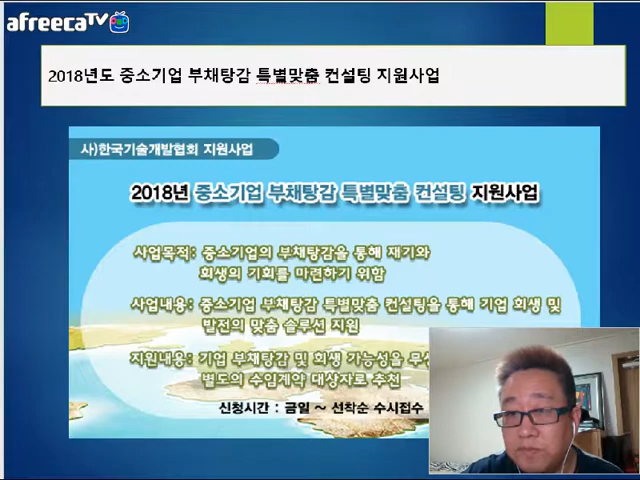 afreecaTV
2018년도 중소기업 부채탕감 특별맞춤 컨설팅 지원사업
사)한국기술개발협회 지원사업
2018년 중소기업 부채탕감 특별맞춤 컨설팅 지원사업
사업목적: 중소기업의 부채탕감을 통해 재기와
회생의 기회를 마련하기 위함
사업내용: 중소기업 부채탕감 특별맞춤 컨설팅을 통해 기업 회생 및
발전의 맞춤 솔루션 지원
지원내용: 기업 부채탕감 및 회생 가능성을
별도의 수임계약 대상자로 추천
신청시간 : 금일 ~ 선착순 수시접수